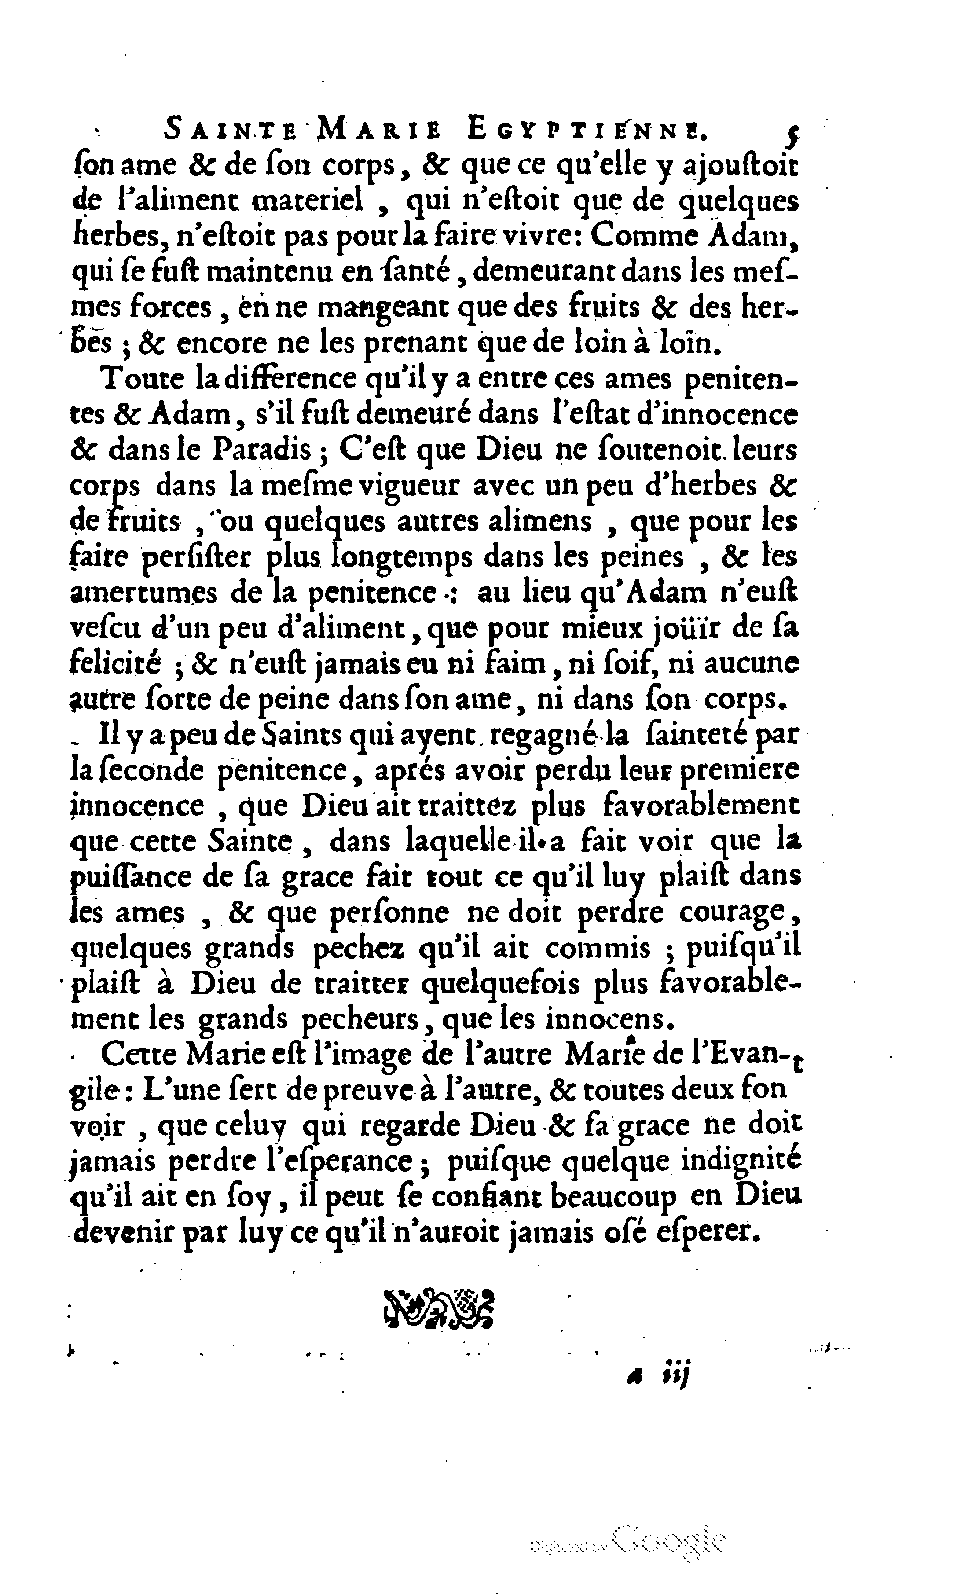 SAINTE MARIE EGYPTIENNE. 5
ſon ame & de ſon corps, & que ce qu'elle y ajouſtoit
de l'aliment materiel , qui n'eſtoit que de quelques
herbes, n'eſtoit pas pour la faire vivre: Comme Adam,
qui ſe fuſt maintenu en ſanté, demeurant dans les meſ-
mes forces , en ne mangeant que des fruits & des her-
bes ; & encore ne les prenant que de loin à loin.
Toute la difference qu'il y a entre ces ames peniten-
tes & Adam, s'il fuſt demeuré dans l'eſtat d'innocence
& dans le Paradis ; C'eſt que Dieu ne ſoutenoit leurs
corps dans la meſme vigueur avec un peu d'herbes &
de fruits , ou quelques autres alimens , que pour les
faire perſiſter plus longtemps dans les peines , & les
amertumes de la penitence : au lieu qu'Adam n'euſt
veſcu d'un peu d'aliment, que pour mieux joüïr de ſa
felicité ; & n'euſt jamais eu ni faim, ni ſoif, ni aucune
autre ſorte de peine dans ſon ame, ni dans ſon corps.
Il y a peu de Saints qui ayent regagné la ſainteté par
la ſeconde penitence, aprés avoir perdu leur premiere
innocence , que Dieu ait traittez plus favorablement
que cette Sainte , dans laquelle il a fait voir que la
puiſſance de ſa grace fait tout ce qu'il luy plaiſt dans
les ames , & que perſonne ne doit perdre courage,
quelques grands pechez qu'il ait commis ; puiſqu'il
plaiſt à Dieu de traitter quelquefois plus favorable-
ment les grands pecheurs, que les innocens.
Cette Marie eſt l'image de l'autre Marie de l'Evan-
gile: L'une ſert de preuve à l'autre, & toutes deux font
voir , que celuy qui regarde Dieu & ſa grace ne doit
jamais perdre l'eſperance ; puiſque quelque indignité
qu'il ait en ſoy, il peut ſe confiant beaucoup en Dieu
devenir par luy ce qu'il n'auroit jamais oſé eſperer.
a iij
Digitized by Google